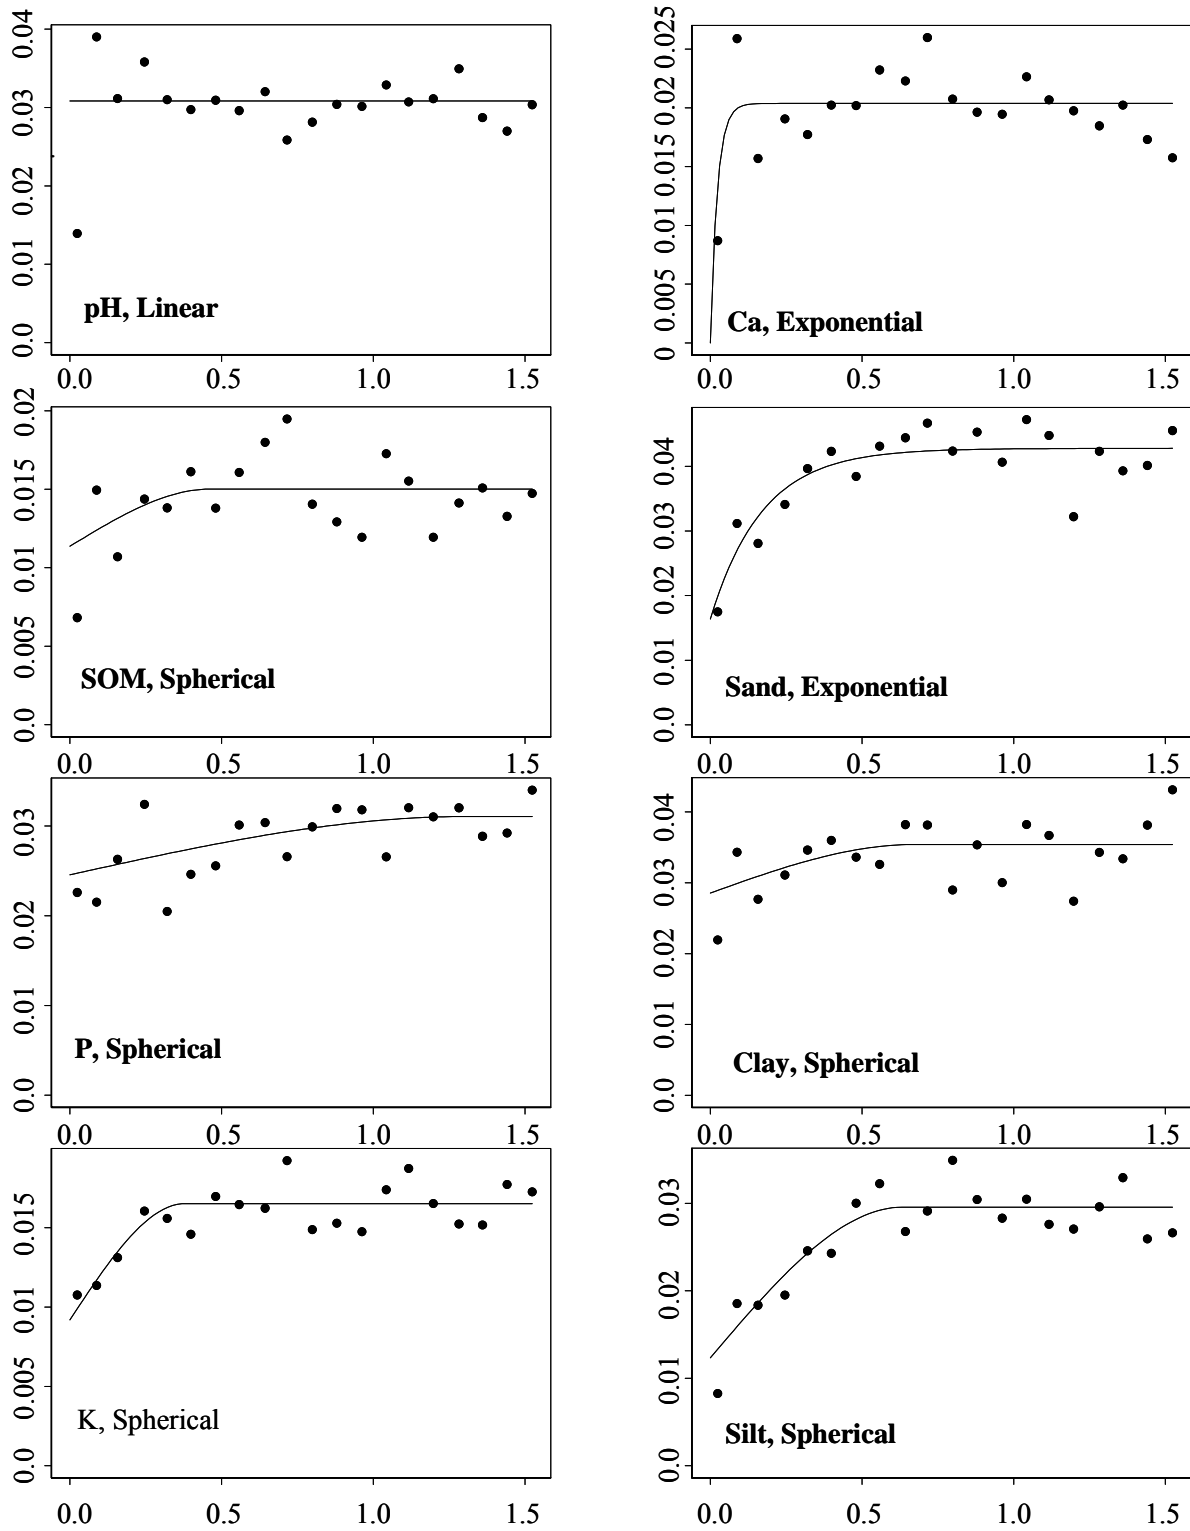 0.04
0.03
0.02
0.01
0.0
pH, Linear
0.0 0.5 1.0 1.5
0.025
0.02
0.015
0.01
0.005
0
Ca, Exponential
0.0 0.5 1.0 1.5
0.02
0.015
0.01
0.005
0.0
SOM, Spherical
0.0 0.5 1.0 1.5
0.04
0.03
0.02
0.01
0.0
Sand, Exponential
0.0 0.5 1.0 1.5
0.03
0.02
0.01
0.0
P, Spherical
0.0 0.5 1.0 1.5
0.04
0.03
0.02
0.01
0.0
Clay, Spherical
0.0 0.5 1.0 1.5
0.015
0.01
0.005
0.0
K, Spherical
0.0 0.5 1.0 1.5
0.03
0.02
0.01
0.0
Silt, Spherical
0.0 0.5 1.0 1.5